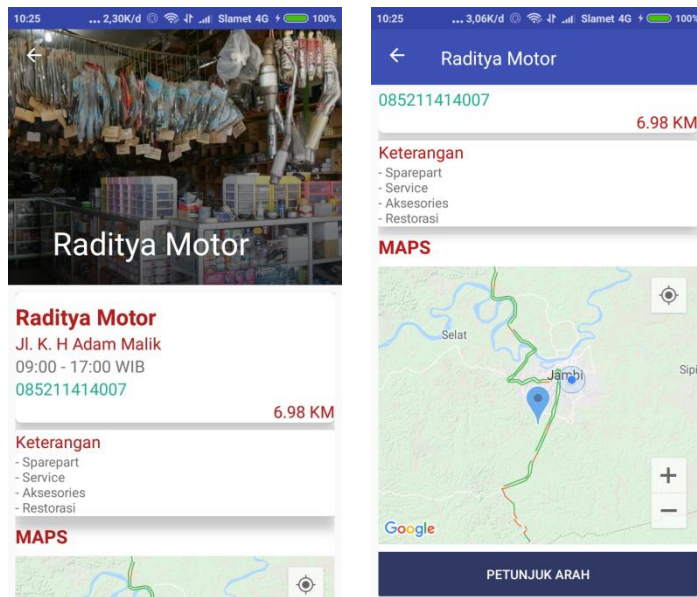 10:25
... 2,30K/d
Slamet 4G
100%
Raditya Motor
Raditya Motor
Jl. K. H Adam Malik
09:00 - 17:00 WIB
085211414007
6.98 KM
Keterangan
- Sparepart
- Service
- Aksesories
- Restorasi
MAPS
10:25
... 3,06K/d
Slamet 4G
100%
Raditya Motor
085211414007
6.98 KM
Keterangan
- Sparepart
- Service
- Aksesories
- Restorasi
MAPS
Selat
Jambi
Sipi
+
−
Google
PETUNJUK ARAH